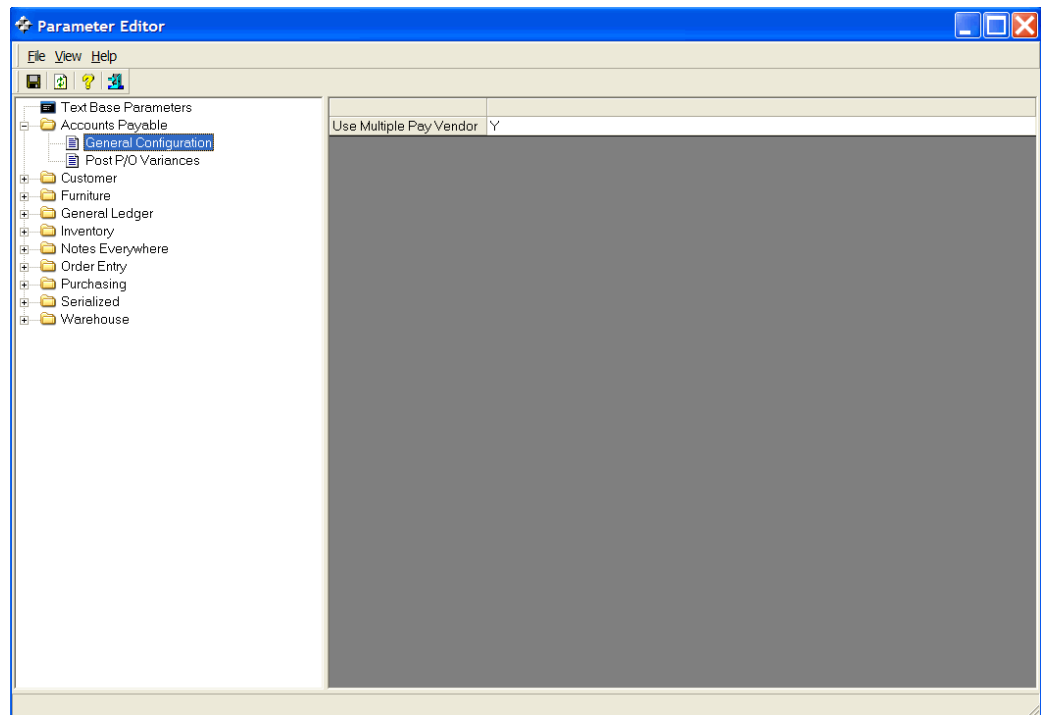 Parameter Editor
File View Help
Text Base Parameters
Accounts Payable
General Configuration
Post P/O Variances
Customer
Furniture
General Ledger
Inventory
Notes Everywhere
Order Entry
Purchasing
Serialized
Warehouse
Use Multiple Pay Vendor Y